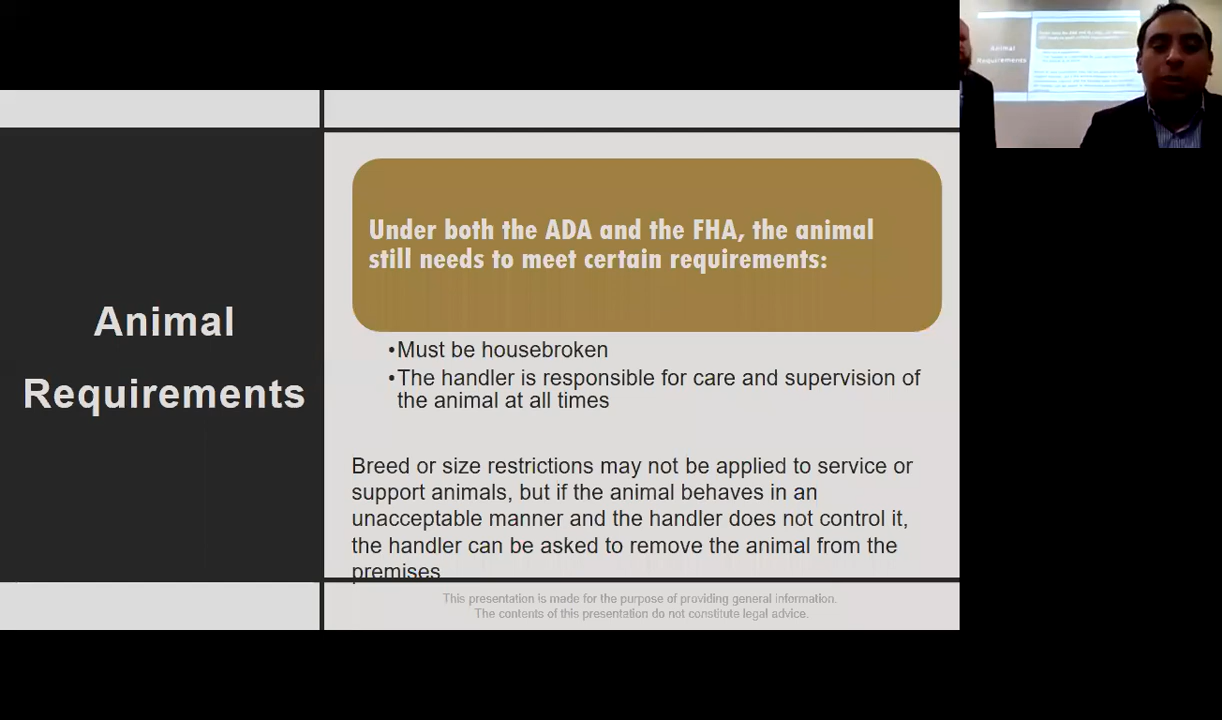 Animal
Requirements
Under both the ADA and the FHA, the animal
still needs to meet certain requirements:
•Must be housebroken
•The handler is responsible for care and supervision of
the animal at all times
Breed or size restrictions may not be applied to service or
support animals, but if the animal behaves in an
unacceptable manner and the handler does not control it,
the handler can be asked to remove the animal from the
premises
This presentation is made for the purpose of providing general information.
The contents of this presentation do not constitute legal advice.
Animal
Requirements